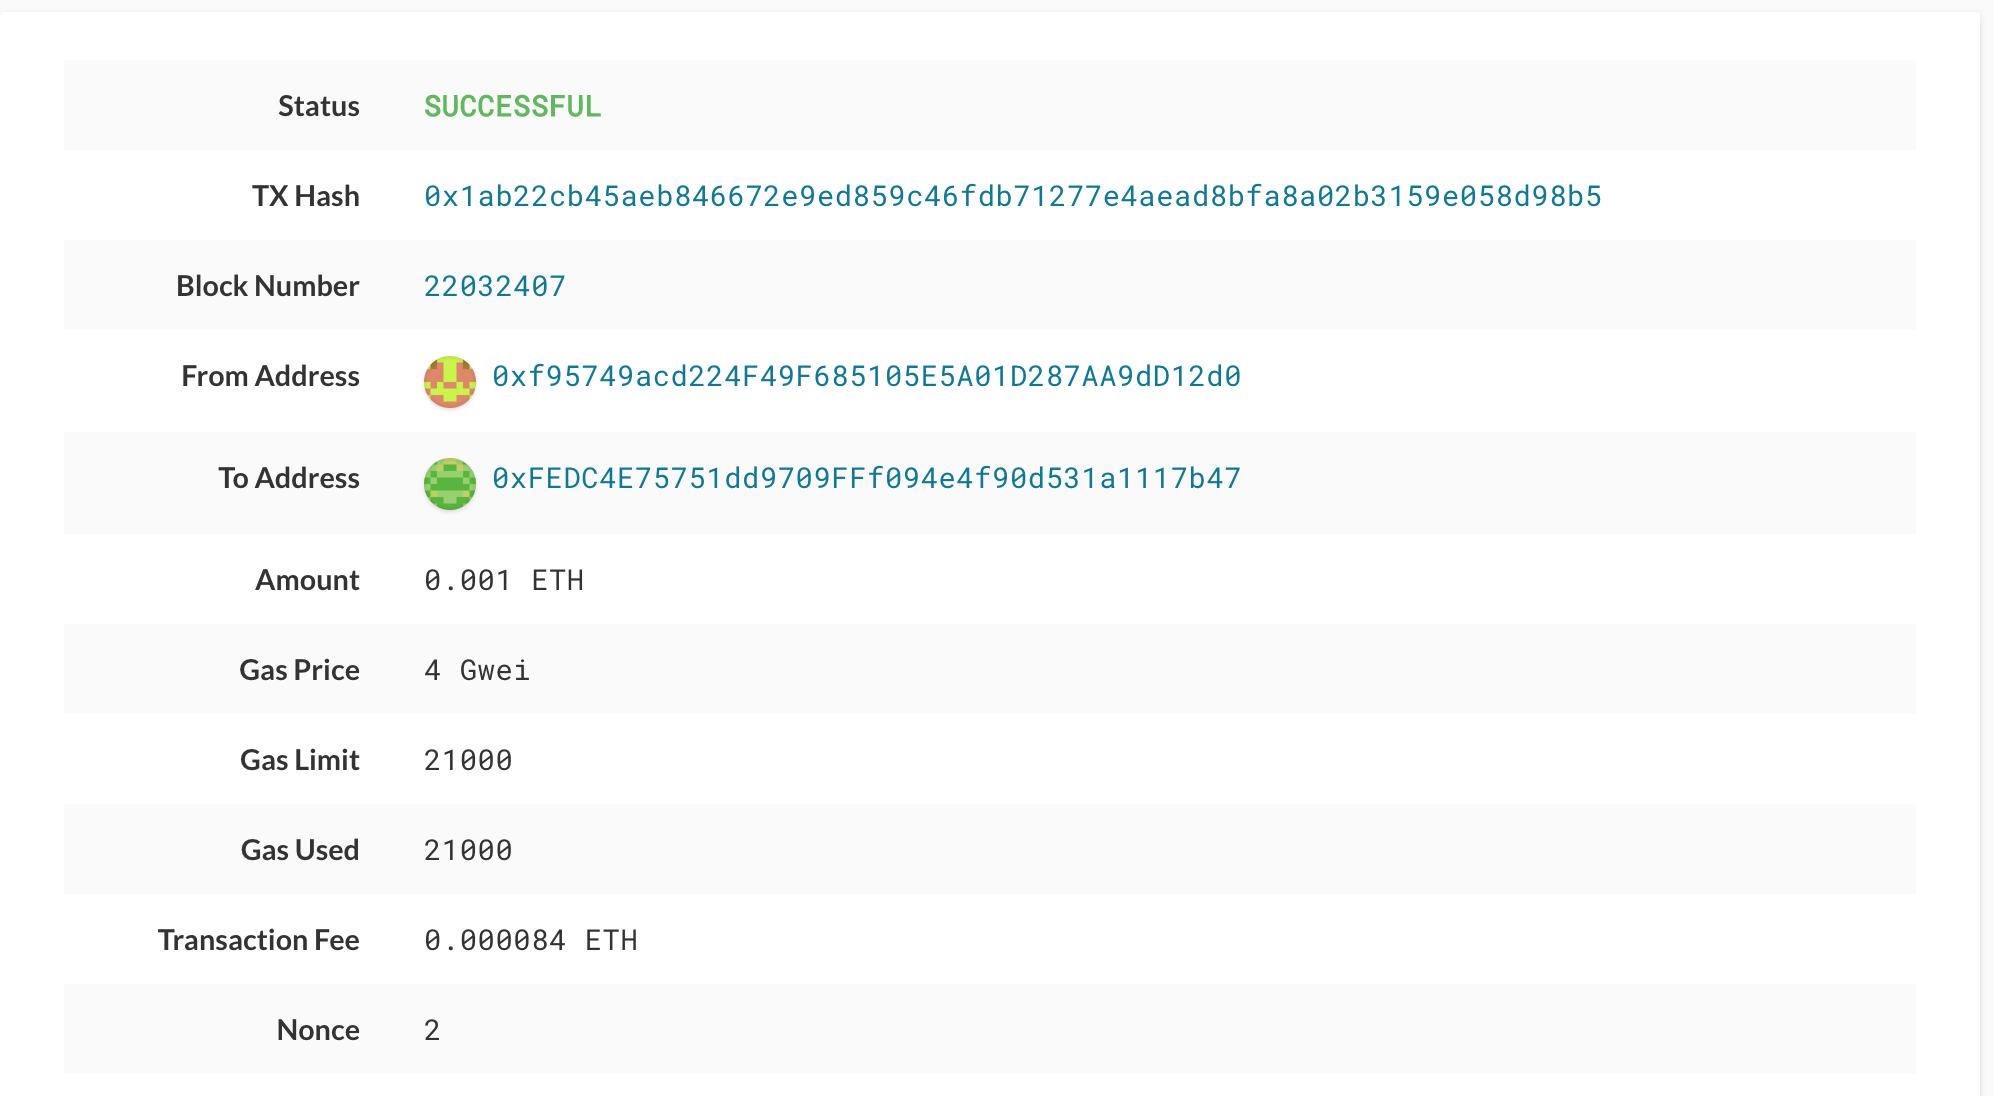 Status SUCCESSFUL
TX Hash 0x1ab22cb45aeb846672e9ed859c46fdb71277e4aead8bfa8a02b3159e058d98b5
Block Number 22032407
From Address 0xf95749acd224F49F685105E5A01D287AA9dD12d0
To Address 0xFEDC4E75751dd9709FFf094e4f90d531a1117b47
Amount 0.001 ETH
Gas Price 4 Gwei
Gas Limit 21000
Gas Used 21000
Transaction Fee 0.000084 ETH
Nonce 2